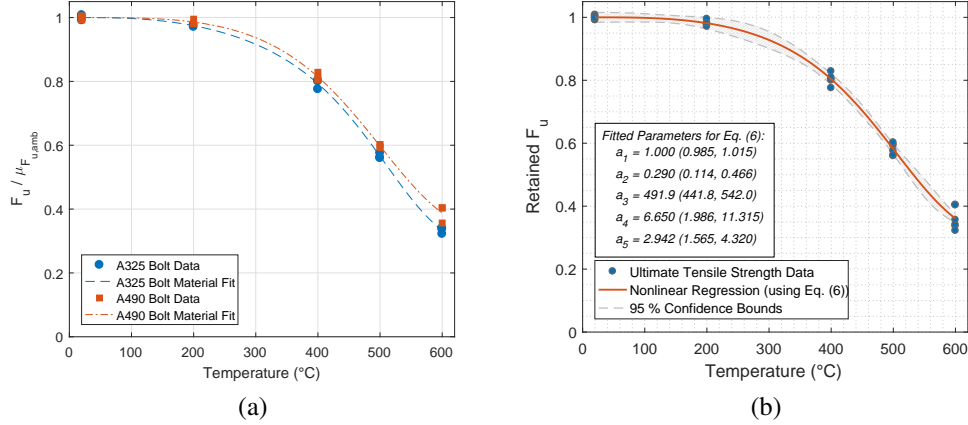 1
0.8
0.6
0.4
0.2
0
F_u / μ_{F_{u,amb}}
A325 Bolt Data
A325 Bolt Material Fit
A490 Bolt Data
A490 Bolt Material Fit
0 100 200 300 400 500 600
Temperature (°C)
(a)
1
0.8
0.6
0.4
0.2
0
Retained F_u
Fitted Parameters for Eq. (6):
a_1 = 1.000 (0.985, 1.015)
a_2 = 0.290 (0.114, 0.466)
a_3 = 491.9 (441.8, 542.0)
a_4 = 6.650 (1.986, 11.315)
a_5 = 2.942 (1.565, 4.320)
Ultimate Tensile Strength Data
Nonlinear Regression (using Eq. (6))
95 % Confidence Bounds
0 100 200 300 400 500 600
Temperature (°C)
(b)